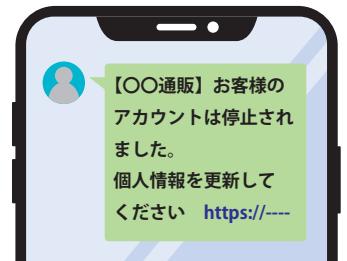 【〇〇通販】お客様の
アカウントは停止され
ました。
個人情報を更新して
ください　https://----